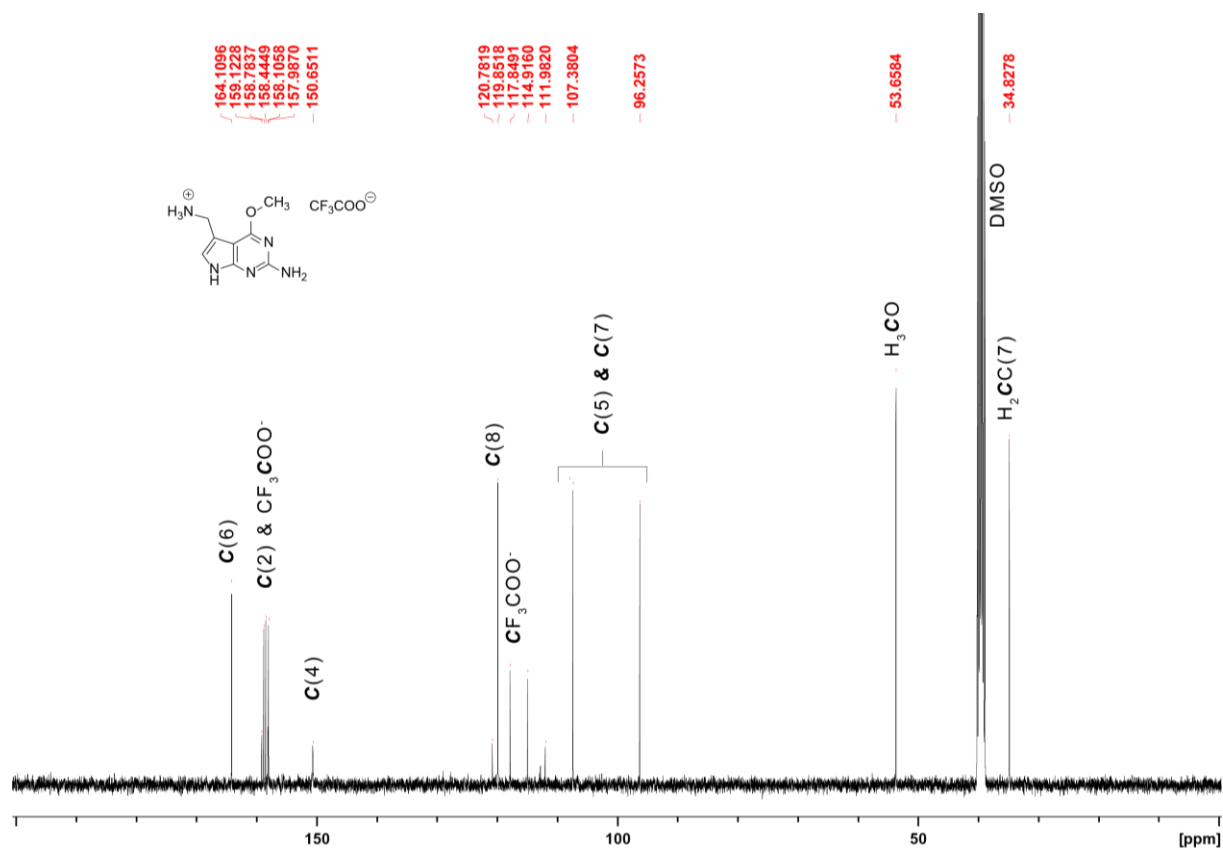 164.1096
159.1228
158.7837
158.4449
158.1058
157.9870
150.6511
120.7819
119.8518
117.8491
114.9160
111.9820
107.3804
96.2573
53.6584
34.8278
H₃N⊕
O
CH₃
CF₃COO⊖
N
N
H
N
NH₂
C(6)
C(2) & CF₃COO⁻
C(4)
C(8)
CF₃COO⁻
C(5) & C(7)
H₃CO
DMSO
H₂CC(7)
150
100
50
[ppm]